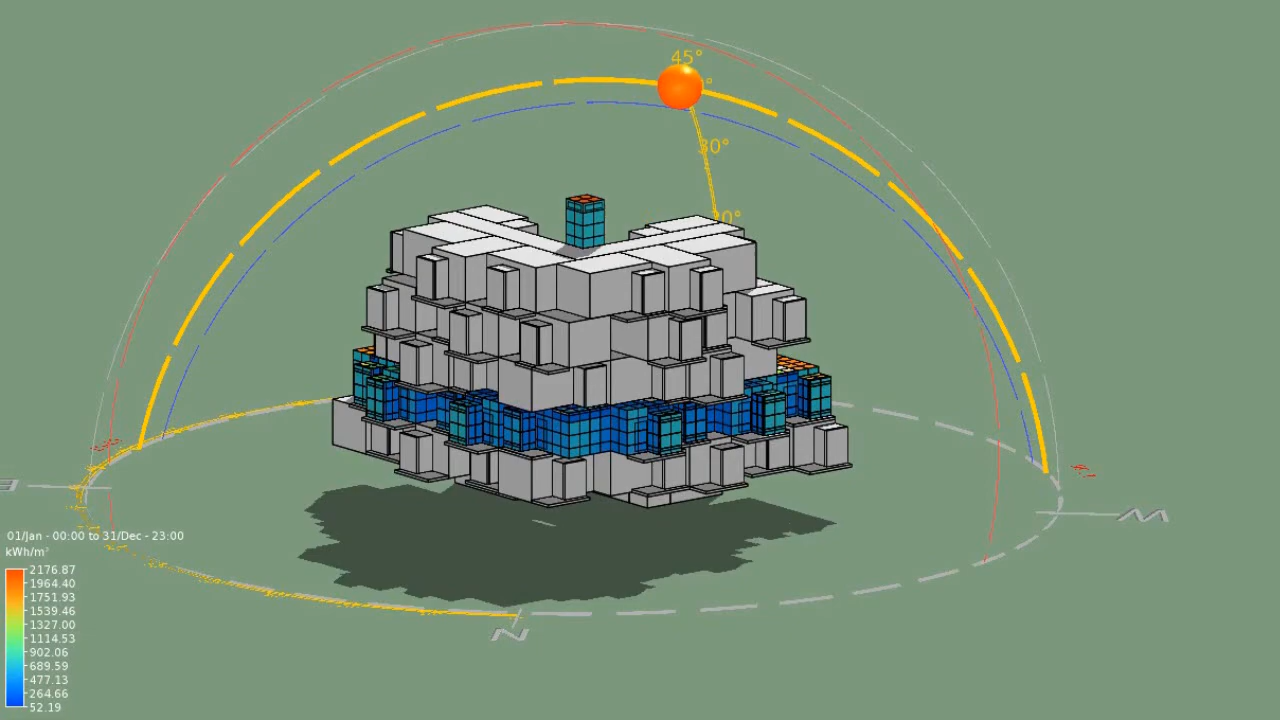 45°
30°
E
W
01/Jan - 00:00 to 31/Dec - 23:00
kWh/m²
2176.87
1964.40
1751.93
1539.46
1327.00
1114.53
902.06
689.59
477.13
264.66
52.19
N